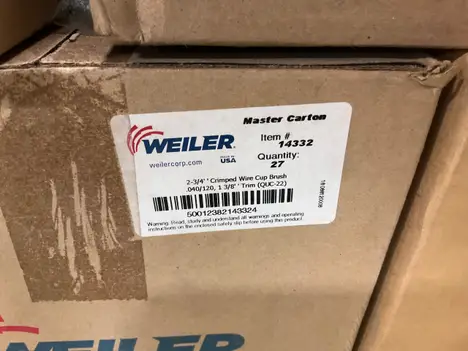 Master Carton
WEILER®
weilercorp.com
MADE IN USA
Item #
14332
Quantity:
27
2-3/4'' Crimped Wire Cup Brush
.040/120, 1 3/8'' Trim (QUC-22)
50012382143324
Warning: Read, study and understand all warnings and operating
instructions on the enclosed safety slip before using this product.
WEILER